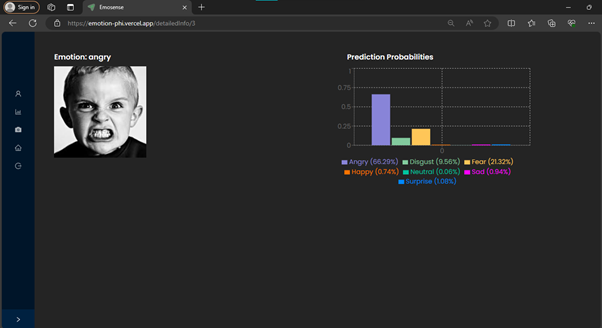 Sign in
Emosense
https://emotion-phi.vercel.app/detailedInfo/3
Emotion: angry
Prediction Probabilities
1
0.75
0.5
0.25
0
0
Angry (66.29%) Disgust (9.56%) Fear (21.32%)
Happy (0.74%) Neutral (0.06%) Sad (0.94%)
Surprise (1.08%)